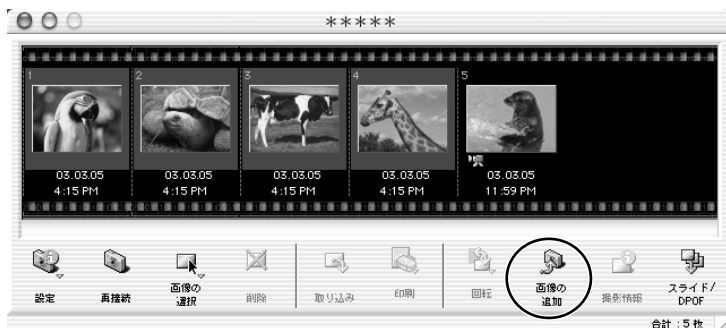 *****
1 2 3 4 5
03.03.05 03.03.05 03.03.05 03.03.05 03.03.05
4:15 PM 4:15 PM 4:15 PM 4:15 PM 11:59 PM
設定 再接続 画像の選択 削除 取り込み 印刷 回転 画像の追加 撮影情報 スライド/DPOF
合計:5枚